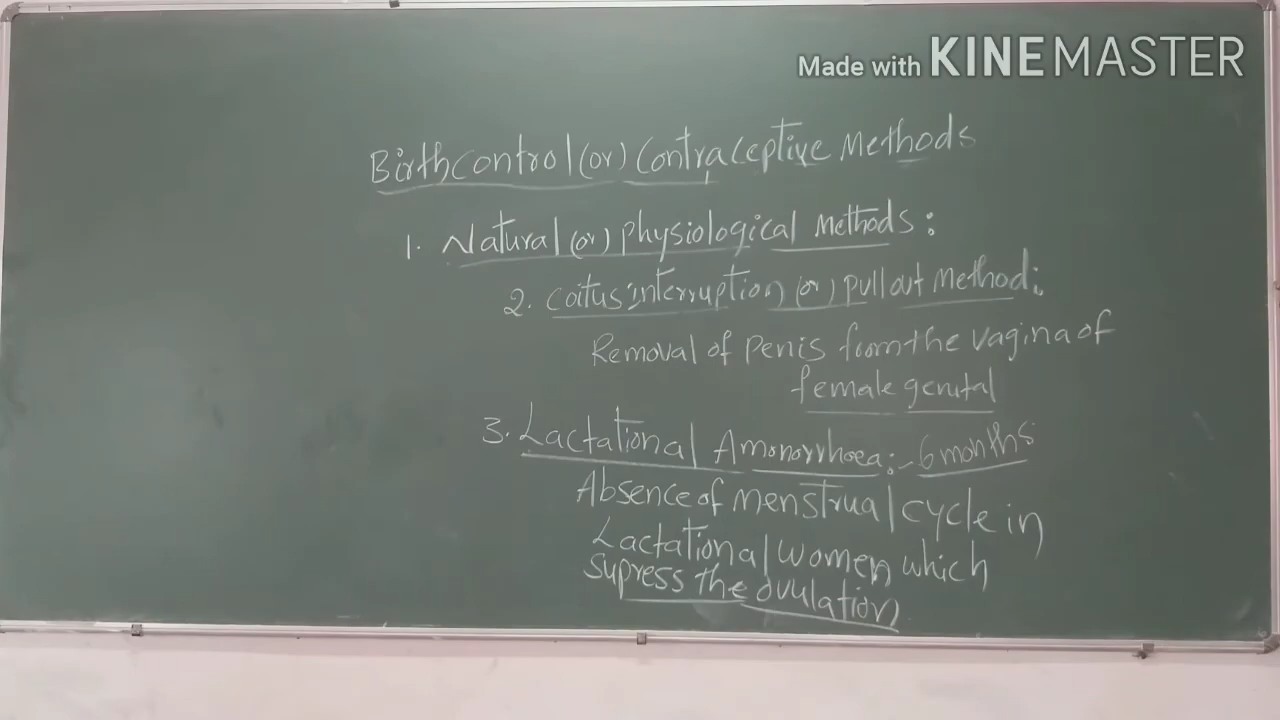 Made with KINEMASTER
Birthcontrol (or) Contraceptive Methods
1. Natural (or) physiological methods:
2. Coitus interruption (or) pullout method:
Removal of penis from the vagina of
female genital
3. Lactational Amonorrhoea:- 6 months
Absence of menstrual cycle in
Lactational women which
supress the ovulation